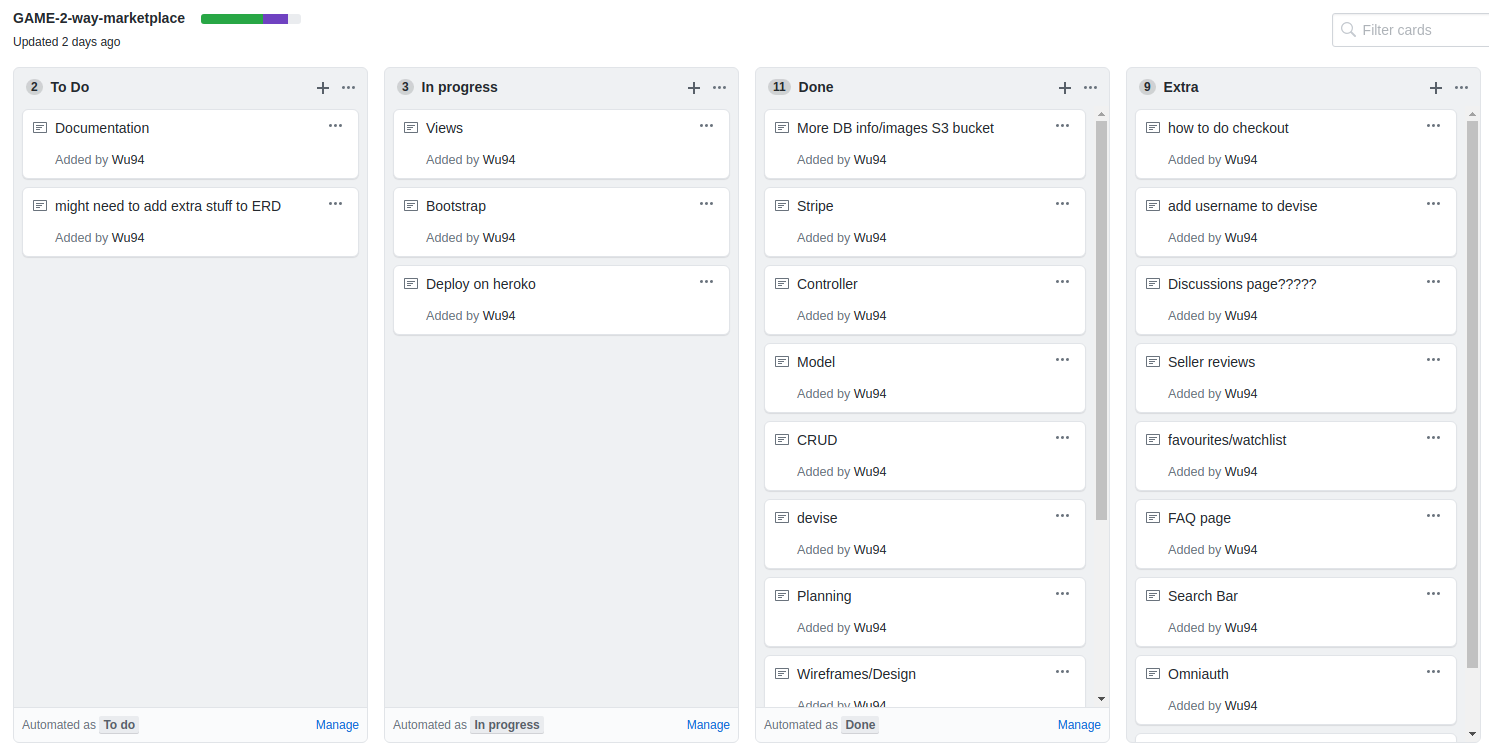 GAME-2-way-marketplace
Updated 2 days ago
Filter cards
2 To Do
Documentation
Added by Wu94
might need to add extra stuff to ERD
Added by Wu94
Automated as To do
Manage
3 In progress
Views
Added by Wu94
Bootstrap
Added by Wu94
Deploy on heroko
Added by Wu94
Automated as In progress
Manage
11 Done
More DB info/images S3 bucket
Added by Wu94
Stripe
Added by Wu94
Controller
Added by Wu94
Model
Added by Wu94
CRUD
Added by Wu94
devise
Added by Wu94
Planning
Added by Wu94
Wireframes/Design
Added by Wu94
Automated as Done
Manage
9 Extra
how to do checkout
Added by Wu94
add username to devise
Added by Wu94
Discussions page?????
Added by Wu94
Seller reviews
Added by Wu94
favourites/watchlist
Added by Wu94
FAQ page
Added by Wu94
Search Bar
Added by Wu94
Omniauth
Added by Wu94